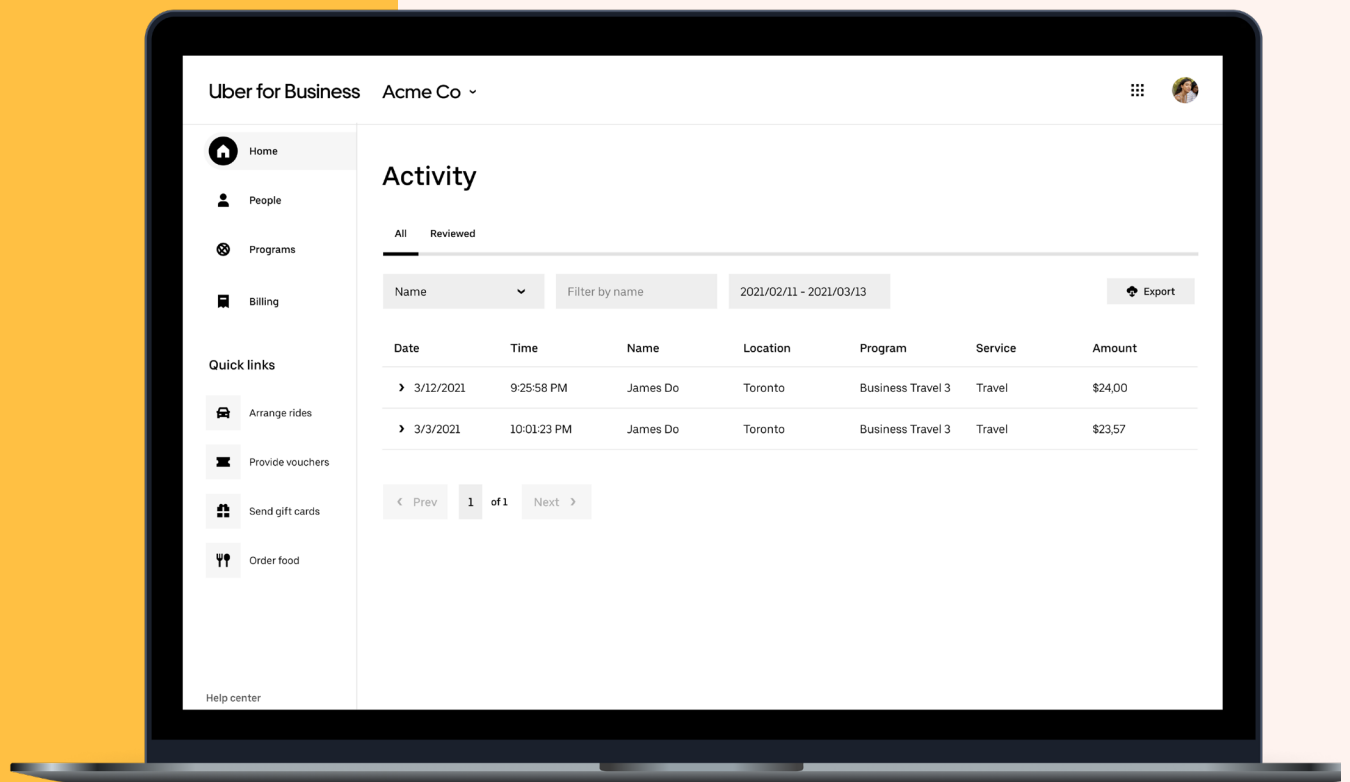 Uber for Business Acme Co
Home
People
Programs
Billing
Quick links
Arrange rides
Provide vouchers
Send gift cards
Order food
Help center
Activity
All Reviewed
Name Filter by name 2021/02/11 - 2021/03/13 Export
Date Time Name Location Program Service Amount
3/12/2021 9:25:58 PM James Do Toronto Business Travel 3 Travel $24,00
3/3/2021 10:01:23 PM James Do Toronto Business Travel 3 Travel $23,57
Prev 1 of 1 Next